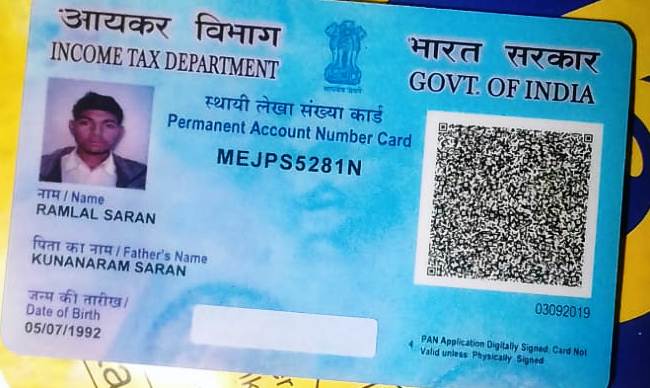 आयकर विभाग
INCOME TAX DEPARTMENT
भारत सरकार
GOVT. OF INDIA
सत्यमेव जयते
स्थायी लेखा संख्या कार्ड
Permanent Account Number Card
MEJPS5281N
नाम / Name
RAMLAL SARAN
पिता का नाम / Father's Name
KUNANARAM SARAN
जन्म की तारीख /
Date of Birth
05/07/1992
03092019
PAN Application Digitally Signed, Card Not
Valid unless Physically Signed